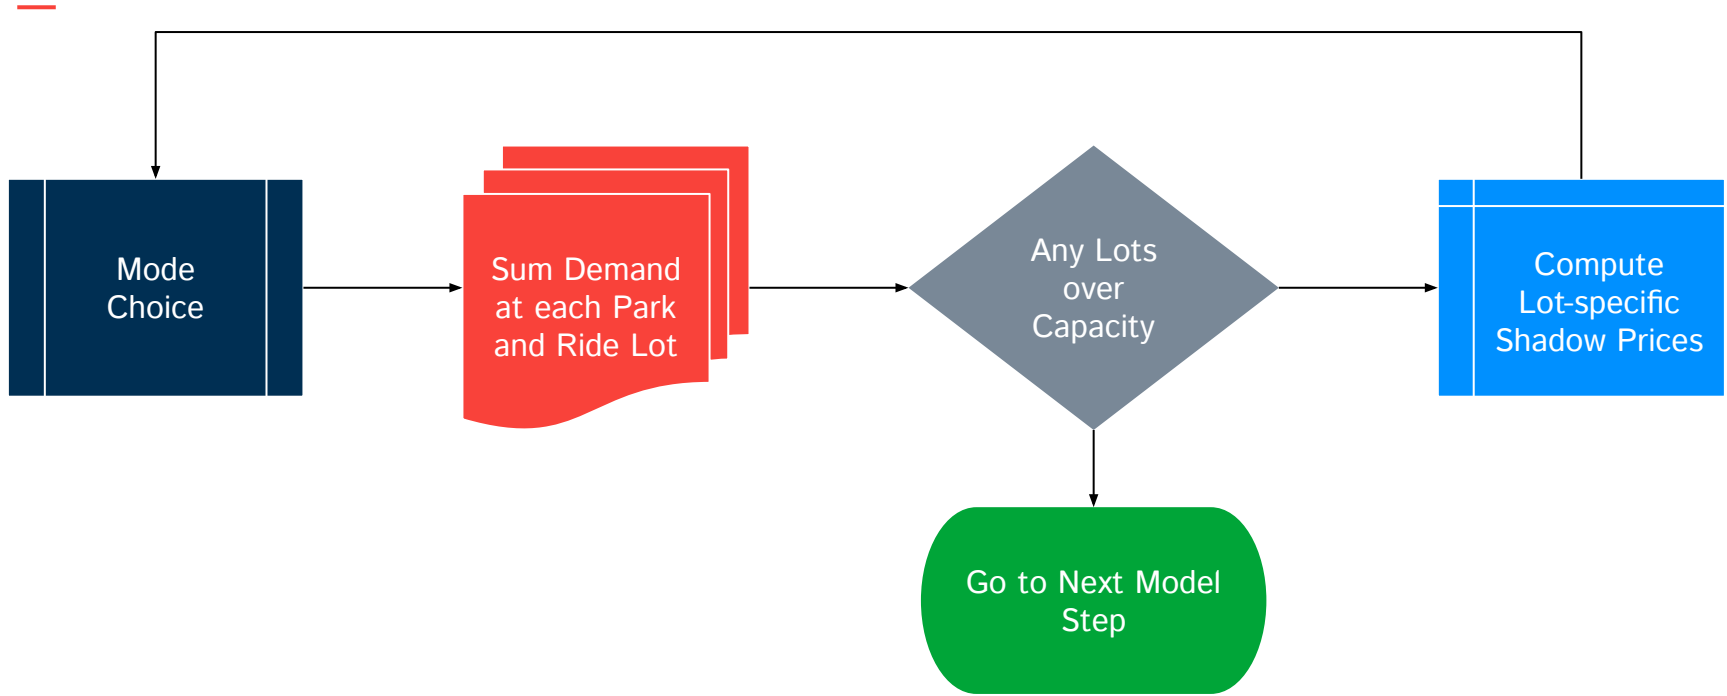 Mode
Choice
Sum Demand
at each Park
and Ride Lot
Any Lots
over
Capacity
Compute
Lot-specific
Shadow Prices
Go to Next Model
Step